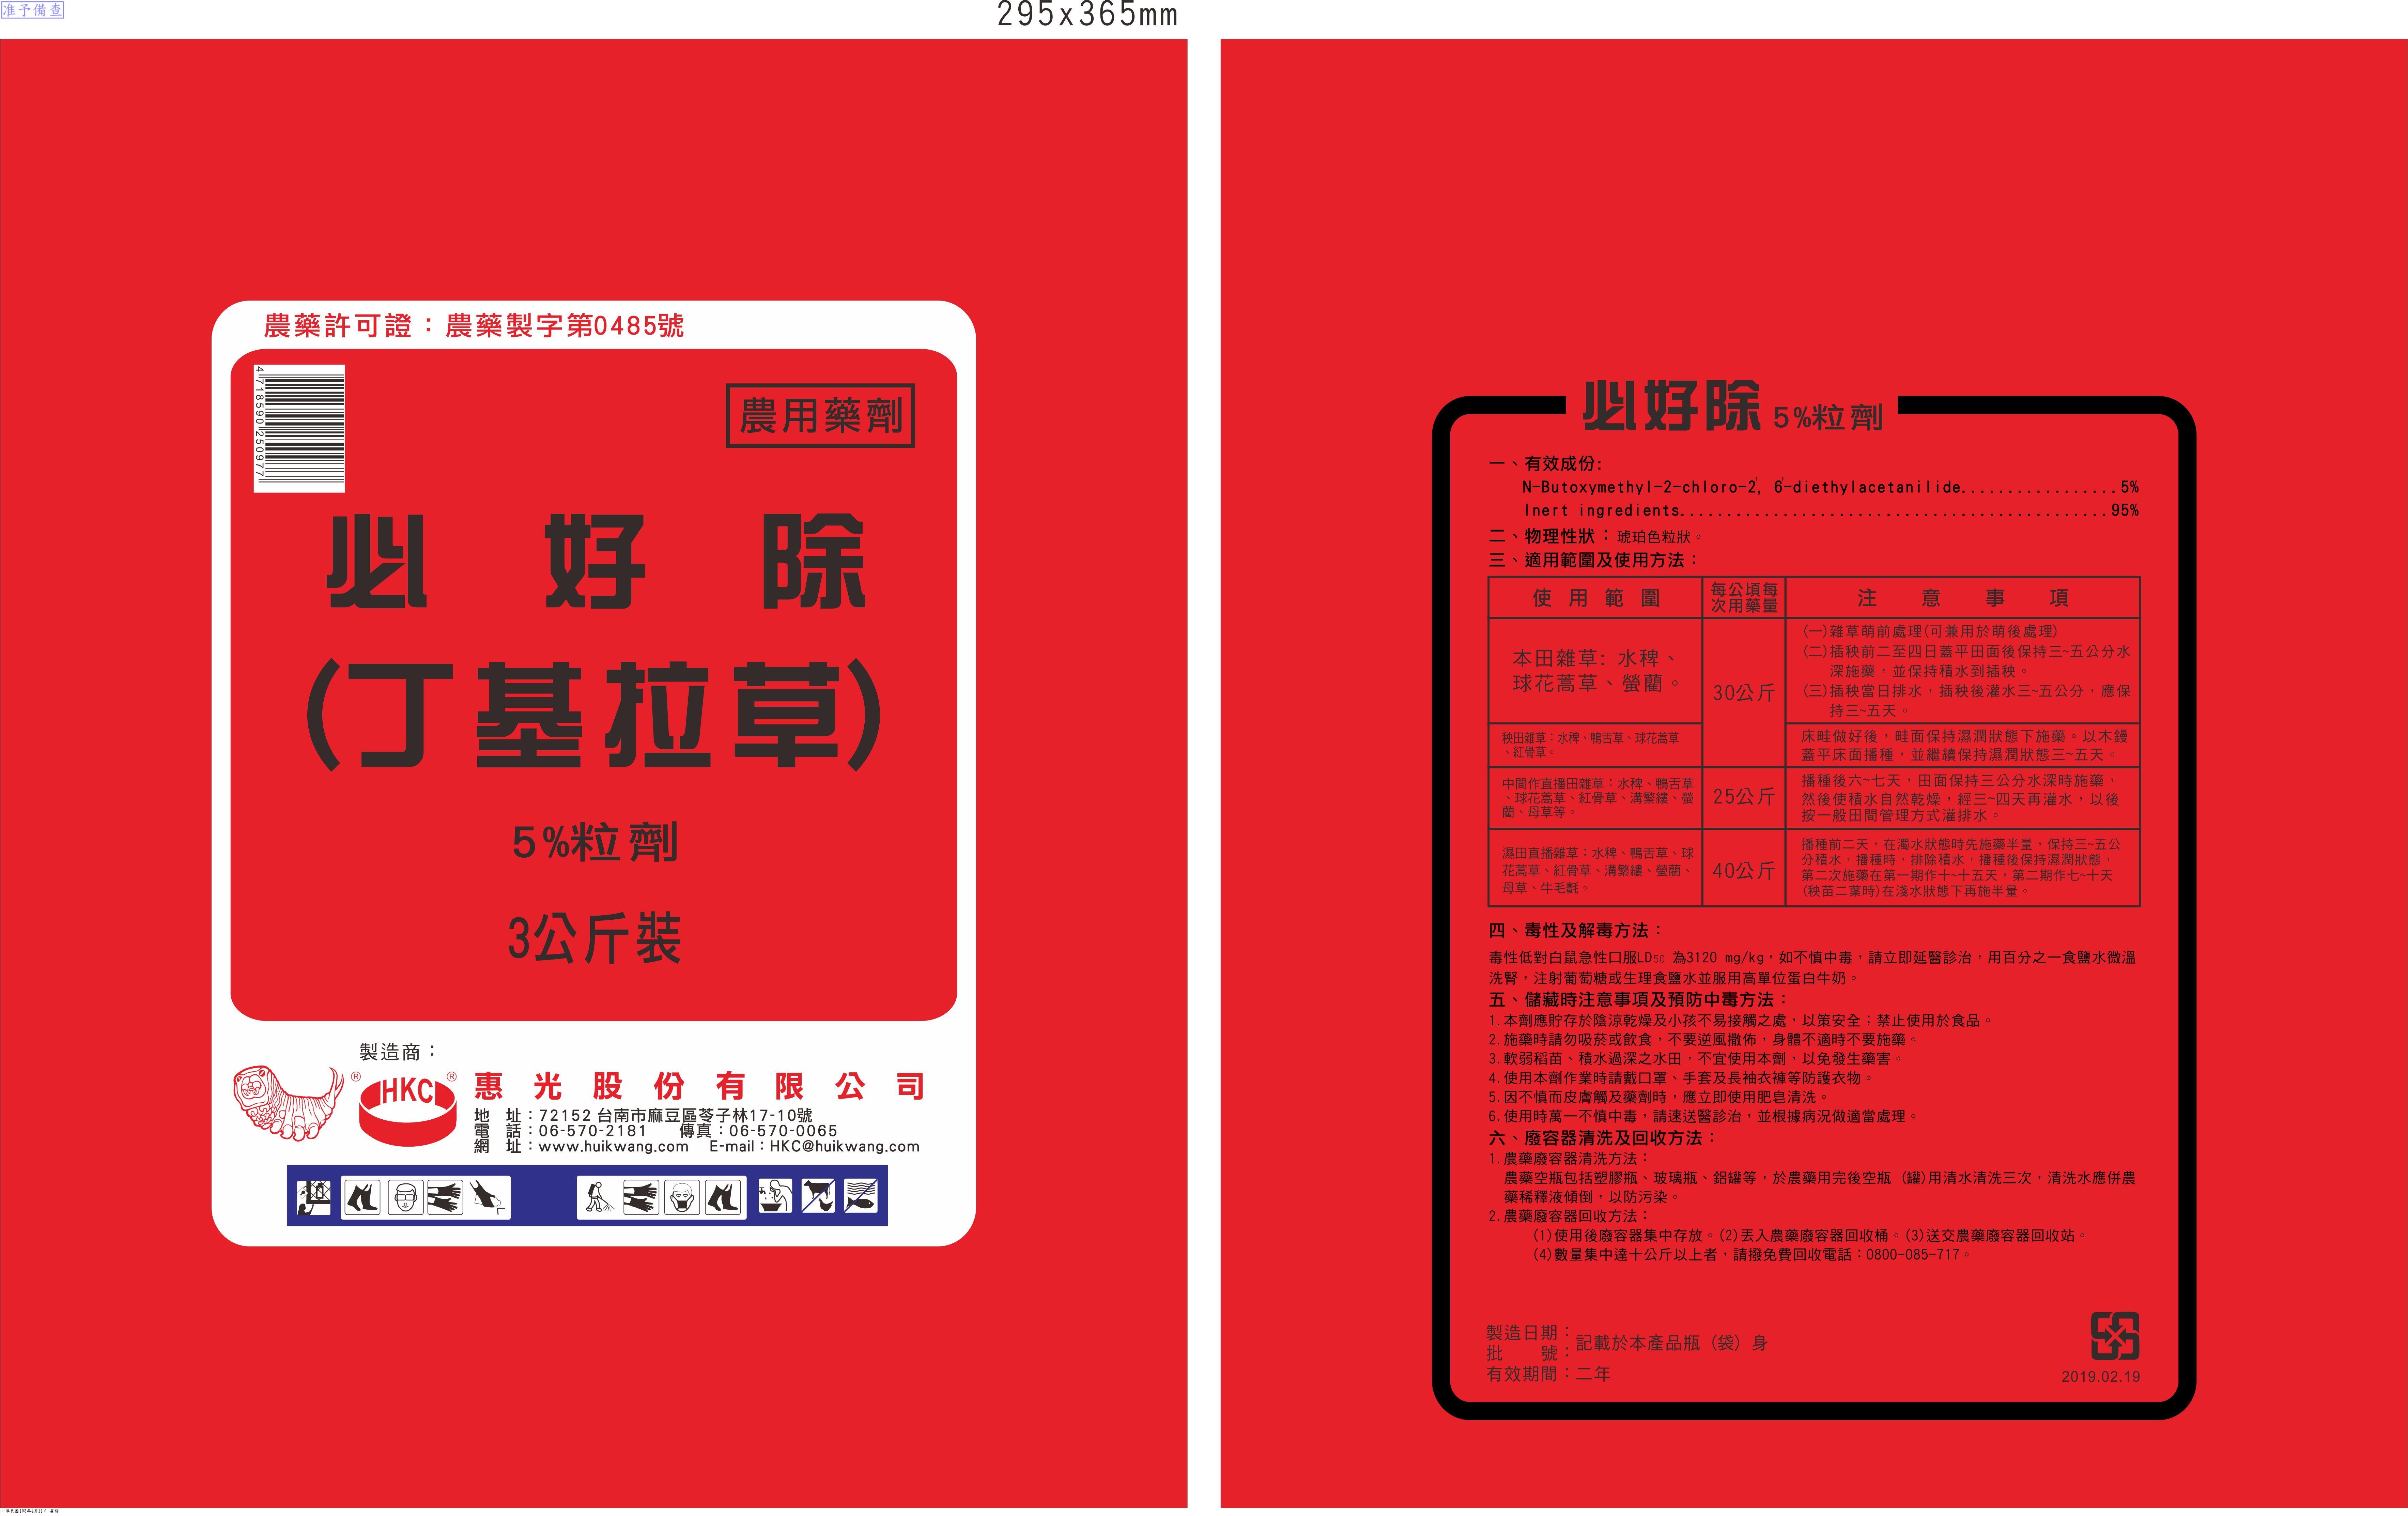 准予備查
295x365mm
農藥許可證：農藥製字第0485號
4 718590 250977
農用藥劑
必好除
(丁基拉草)
5%粒劑
3公斤裝
製造商：
® HKC ®
惠光股份有限公司
地　址：72152 台南市麻豆區苓子林17-10號
電　話：06-570-2181　傳真：06-570-0065
網　址：www.huikwang.com　E-mail：HKC@huikwang.com
必好除 5%粒劑
一、有效成份:
N-Butoxymethyl-2-chloro-2', 6'-diethylacetanilide.................5%
Inert ingredients..............................................95%
二、物理性狀：琥珀色粒狀。
三、適用範圍及使用方法：
使用範圍
每公頃每
次用藥量
注意事項
本田雜草: 水稗、
球花蒿草、螢藺。
30公斤
(一)雜草萌前處理(可兼用於萌後處理)
(二)插秧前二至四日蓋平田面後保持三~五公分水
深施藥，並保持積水到插秧。
(三)插秧當日排水，插秧後灌水三~五公分，應保
持三~五天。
秧田雜草：水稗、鴨舌草、球花蒿草
、紅骨草。
床畦做好後，畦面保持濕潤狀態下施藥。以木鏝
蓋平床面播種，並繼續保持濕潤狀態三~五天。
中間作直播田雜草：水稗、鴨舌草
、球花蒿草、紅骨草、溝繁縷、螢
藺、母草等。
25公斤
播種後六~七天，田面保持三公分水深時施藥，
然後使積水自然乾燥，經三~四天再灌水，以後
按一般田間管理方式灌排水。
濕田直播雜草：水稗、鴨舌草、球
花蒿草、紅骨草、溝繁縷、螢藺、
母草、牛毛氈。
40公斤
播種前二天，在濁水狀態時先施藥半量，保持三~五公
分積水，播種時，排除積水，播種後保持濕潤狀態，
第二次施藥在第一期作十~十五天，第二期作七~十天
(秧苗二葉時)在淺水狀態下再施半量。
四、毒性及解毒方法：
毒性低對白鼠急性口服LD50 為3120 mg/kg，如不慎中毒，請立即延醫診治，用百分之一食鹽水微溫
洗腎，注射葡萄糖或生理食鹽水並服用高單位蛋白牛奶。
五、儲藏時注意事項及預防中毒方法：
1.本劑應貯存於陰涼乾燥及小孩不易接觸之處，以策安全；禁止使用於食品。
2.施藥時請勿吸菸或飲食，不要逆風撒佈，身體不適時不要施藥。
3.軟弱稻苗、積水過深之水田，不宜使用本劑，以免發生藥害。
4.使用本劑作業時請戴口罩、手套及長袖衣褲等防護衣物。
5.因不慎而皮膚觸及藥劑時，應立即使用肥皂清洗。
6.使用時萬一不慎中毒，請速送醫診治，並根據病況做適當處理。
六、廢容器清洗及回收方法：
1.農藥廢容器清洗方法：
農藥空瓶包括塑膠瓶、玻璃瓶、鋁罐等，於農藥用完後空瓶 (罐)用清水清洗三次，清洗水應併農
藥稀釋液傾倒，以防污染。
2.農藥廢容器回收方法：
(1)使用後廢容器集中存放。(2)丟入農藥廢容器回收桶。(3)送交農藥廢容器回收站。
(4)數量集中達十公斤以上者，請撥免費回收電話：0800-085-717。
製造日期：
批　　號：
記載於本產品瓶（袋）身
有效期間：二年
2019.02.19